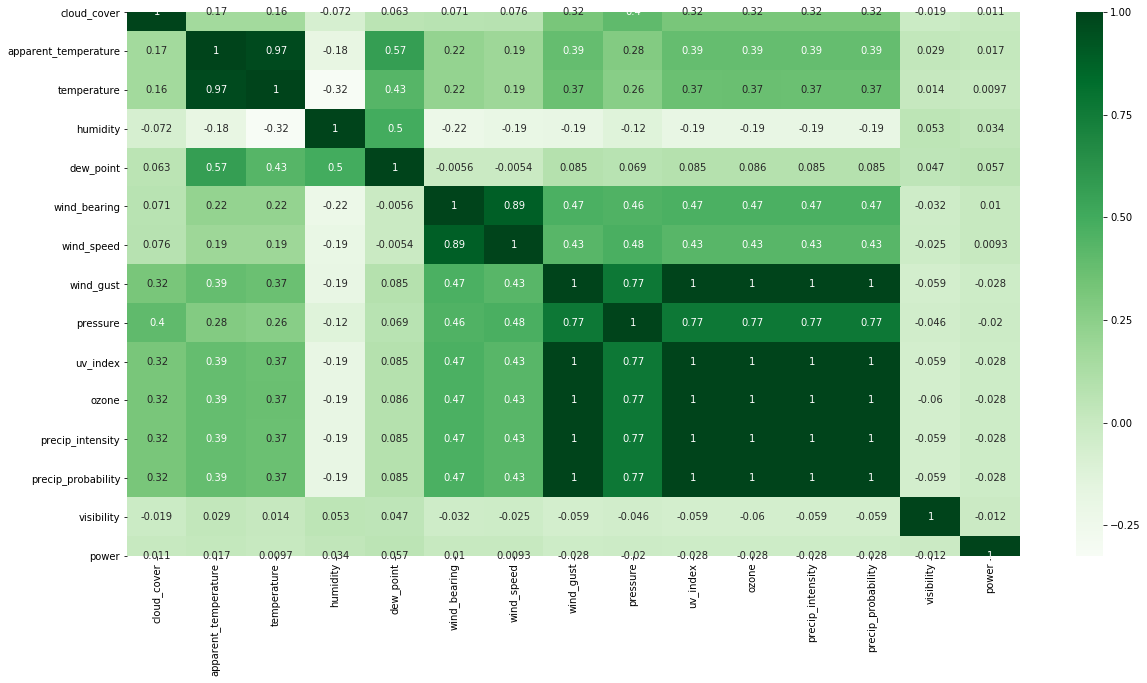 cloud_cover 1 0.17 0.16 -0.072 0.063 0.071 0.076 0.32 0.4 0.32 0.32 0.32 0.32 -0.019 0.011
apparent_temperature 0.17 1 0.97 -0.18 0.57 0.22 0.19 0.39 0.28 0.39 0.39 0.39 0.39 0.029 0.017
temperature 0.16 0.97 1 -0.32 0.43 0.22 0.19 0.37 0.26 0.37 0.37 0.37 0.37 0.014 0.0097
humidity -0.072 -0.18 -0.32 1 0.5 -0.22 -0.19 -0.19 -0.12 -0.19 -0.19 -0.19 -0.19 0.053 0.034
dew_point 0.063 0.57 0.43 0.5 1 -0.0056 -0.0054 0.085 0.069 0.085 0.086 0.085 0.085 0.047 0.057
wind_bearing 0.071 0.22 0.22 -0.22 -0.0056 1 0.89 0.47 0.46 0.47 0.47 0.47 0.47 -0.032 0.01
wind_speed 0.076 0.19 0.19 -0.19 -0.0054 0.89 1 0.43 0.48 0.43 0.43 0.43 0.43 -0.025 0.0093
wind_gust 0.32 0.39 0.37 -0.19 0.085 0.47 0.43 1 0.77 1 1 1 1 -0.059 -0.028
pressure 0.4 0.28 0.26 -0.12 0.069 0.46 0.48 0.77 1 0.77 0.77 0.77 0.77 -0.046 -0.02
uv_index 0.32 0.39 0.37 -0.19 0.085 0.47 0.43 1 0.77 1 1 1 1 -0.059 -0.028
ozone 0.32 0.39 0.37 -0.19 0.086 0.47 0.43 1 0.77 1 1 1 1 -0.06 -0.028
precip_intensity 0.32 0.39 0.37 -0.19 0.085 0.47 0.43 1 0.77 1 1 1 1 -0.059 -0.028
precip_probability 0.32 0.39 0.37 -0.19 0.085 0.47 0.43 1 0.77 1 1 1 1 -0.059 -0.028
visibility -0.019 0.029 0.014 0.053 0.047 -0.032 -0.025 -0.059 -0.046 -0.059 -0.06 -0.059 -0.059 1 -0.012
power 0.011 0.017 0.0097 0.034 0.057 0.01 0.0093 -0.028 -0.02 -0.028 -0.028 -0.028 -0.028 -0.012 1
cloud_cover
apparent_temperature
temperature
humidity
dew_point
wind_bearing
wind_speed
wind_gust
pressure
uv_index
ozone
precip_intensity
precip_probability
visibility
power
1.00
0.75
0.50
0.25
0.00
−0.25